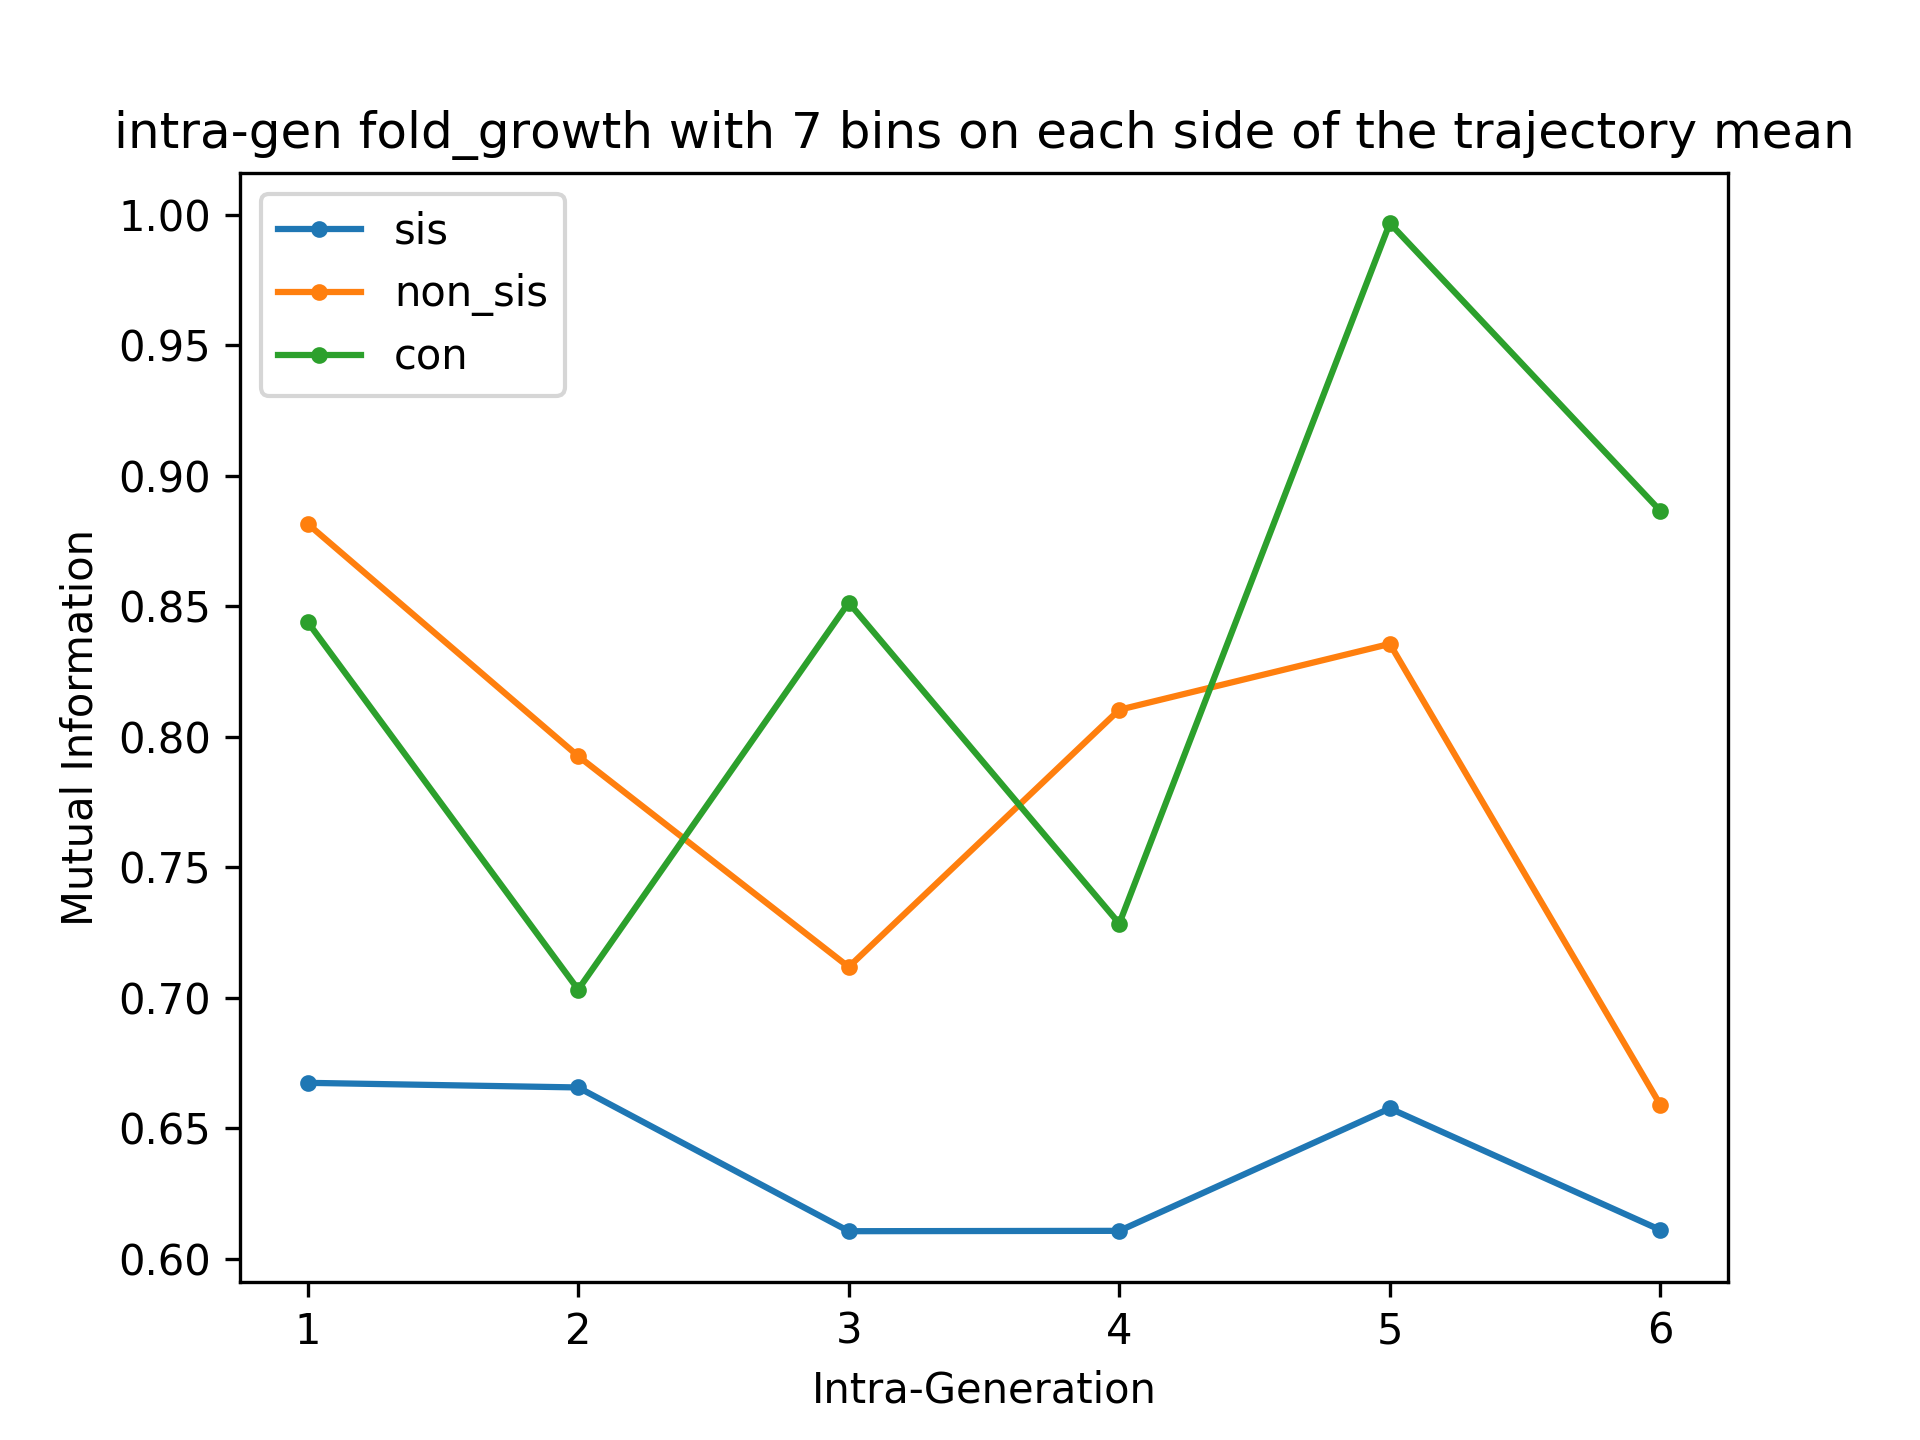 intra-gen fold_growth with 7 bins on each side of the trajectory mean
sis
non_sis
con
1.00
0.95
0.90
0.85
0.80
0.75
0.70
0.65
0.60
Mutual Information
1 2 3 4 5 6
Intra-Generation